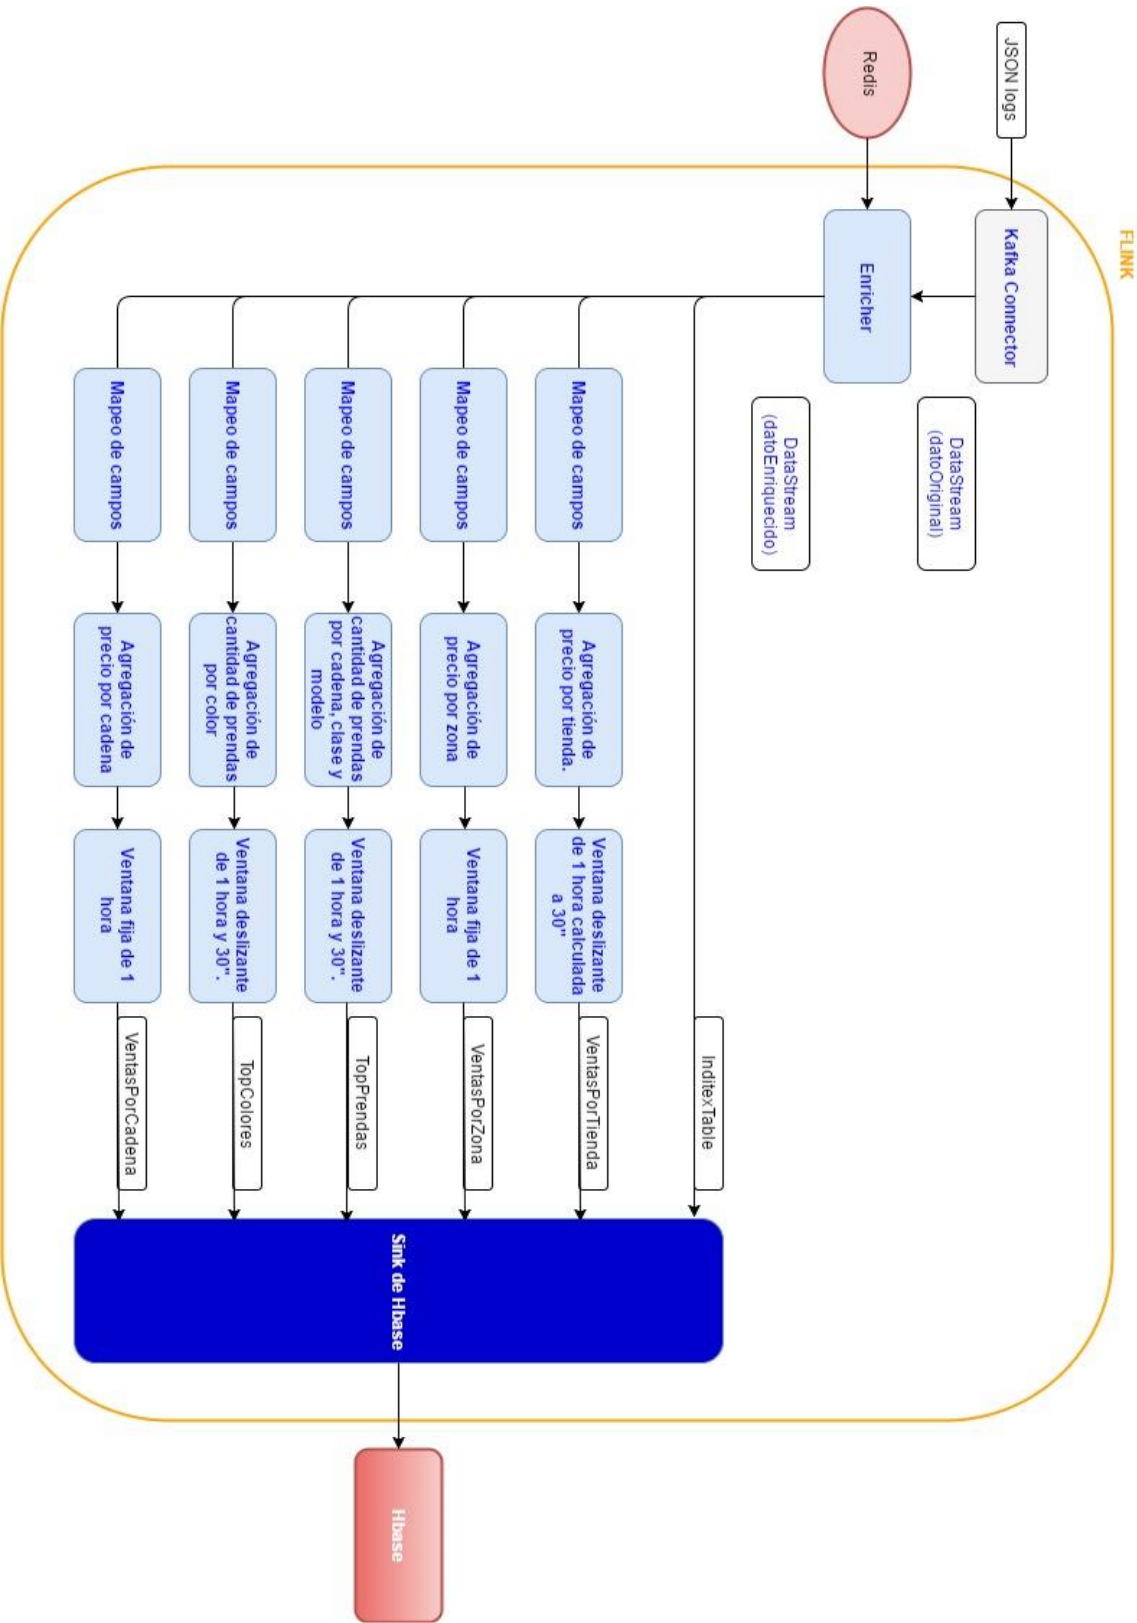 FLINK
JSON logs
Kafka Connector
DataStream
(datoOriginal)
Redis
Enricher
DataStream
(datoEnriquecido)
InditexTable
Mapeo de campos
Agregación de
precio por tienda.
Ventana deslizante
de 1 hora calculada
a 30"
VentasPorTienda
Mapeo de campos
Agregación de
precio por zona
Ventana fija de 1
hora
VentasPorZona
Mapeo de campos
Agregación de
cantidad de prendas
por cadena, clase y
modelo
Ventana deslizante
de 1 hora y 30".
TopPrendas
Mapeo de campos
Agregación de
cantidad de prendas
por color
Ventana deslizante
de 1 hora y 30".
TopColores
Mapeo de campos
Agregación de
precio por cadena
Ventana fija de 1
hora
VentasPorCadena
Sink de Hbase
Hbase